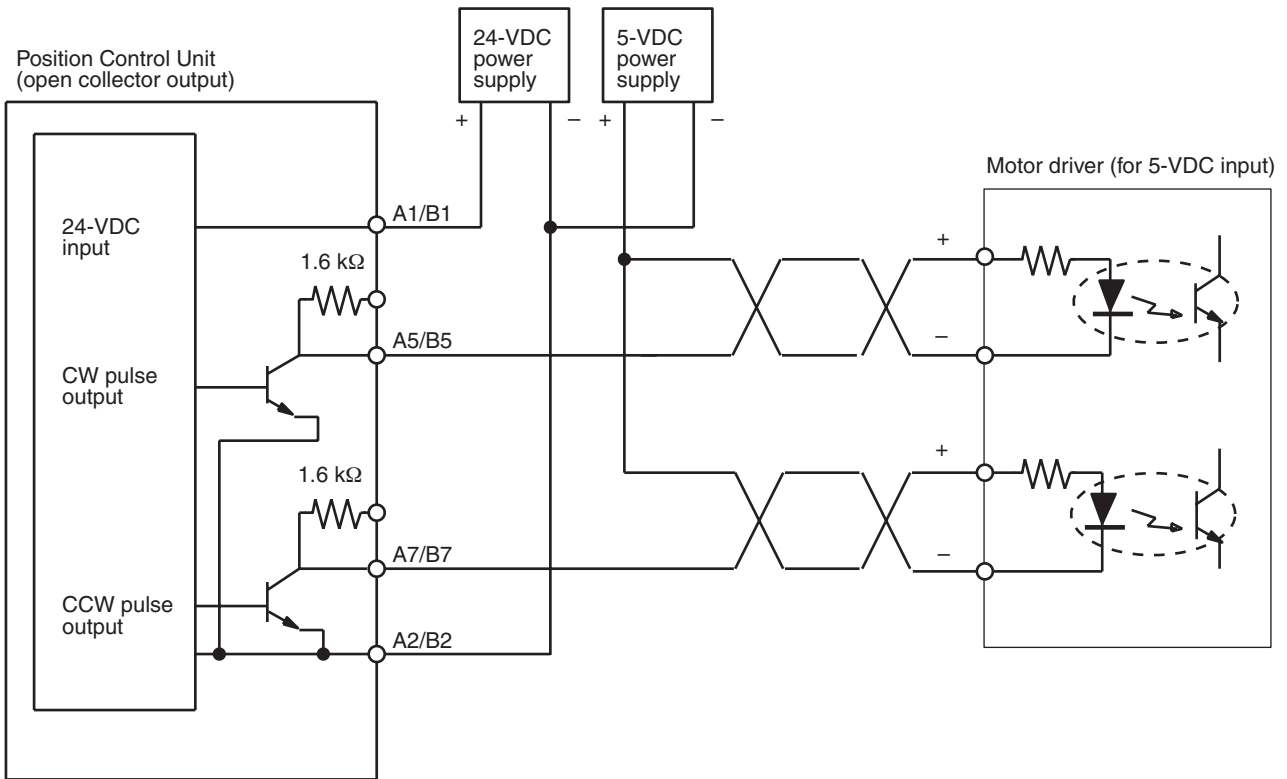 Position Control Unit
(open collector output)
24-VDC
power
supply
5-VDC
power
supply
+
–
+
–
Motor driver (for 5-VDC input)
24-VDC
input
A1/B1
1.6 kΩ
+
A5/B5
–
CW pulse
output
1.6 kΩ
+
A7/B7
–
CCW pulse
output
A2/B2